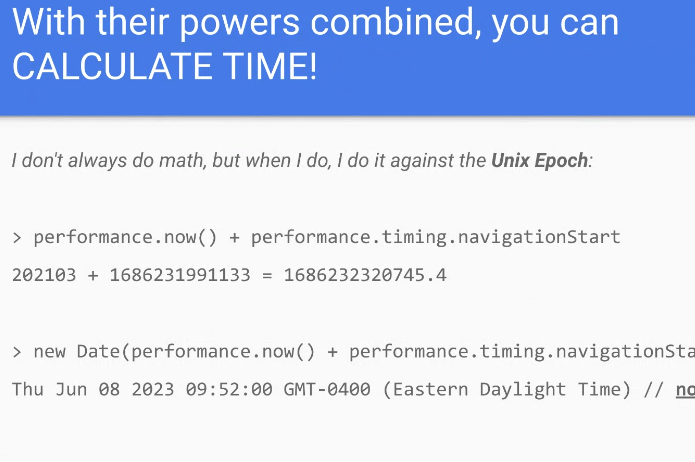 With their powers combined, you can
CALCULATE TIME!
I don't always do math, but when I do, I do it against the Unix Epoch:
> performance.now() + performance.timing.navigationStart
202103 + 1686231991133 = 1686232320745.4
> new Date(performance.now() + performance.timing.navigationSta
Thu Jun 08 2023 09:52:00 GMT-0400 (Eastern Daylight Time) // no